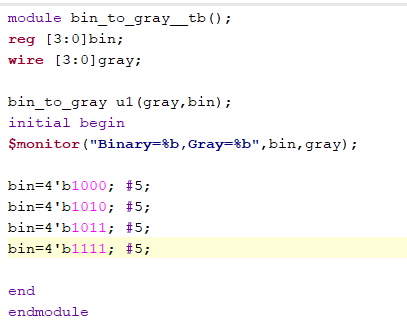 module bin_to_gray__tb();
reg [3:0]bin;
wire [3:0]gray;
bin_to_gray u1(gray,bin);
initial begin
$monitor("Binary=%b,Gray=%b",bin,gray);
bin=4'b1000; #5;
bin=4'b1010; #5;
bin=4'b1011; #5;
bin=4'b1111; #5;
end
endmodule